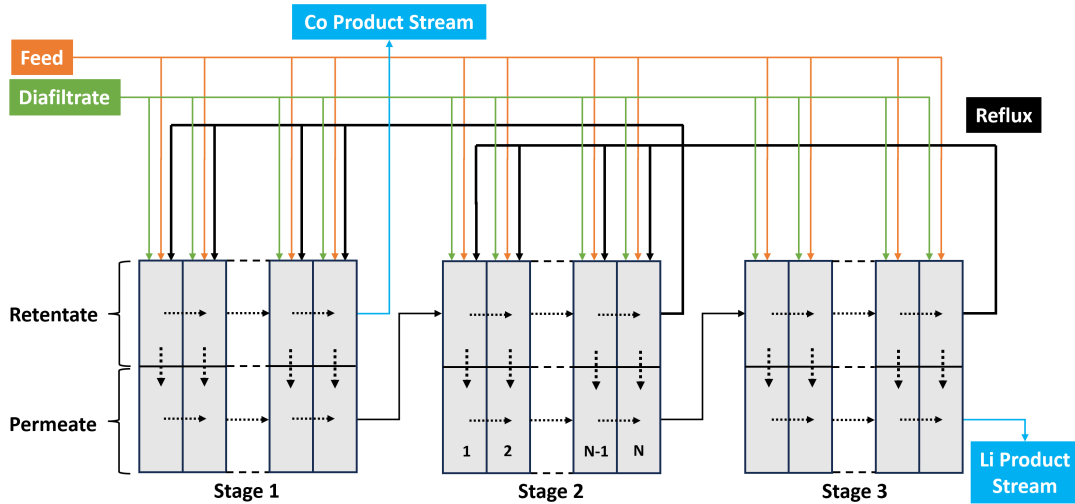 Co Product Stream
Feed
Diafiltrate
Reflux
Retentate
Permeate
1 2 N-1 N
Li Product
Stream
Stage 1 Stage 2 Stage 3